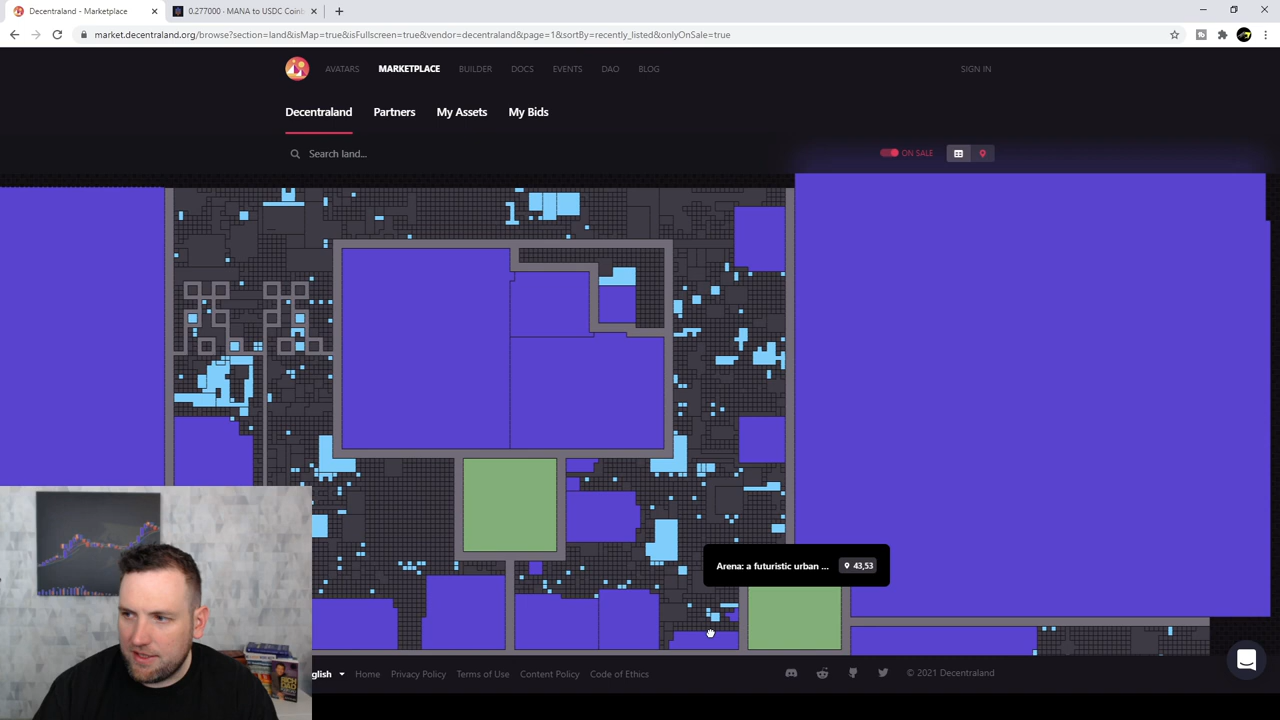 Decentraland - Marketplace
0.277000 - MANA to USDC Coinb
market.decentraland.org/browse?section=land&isMap=true&isFullscreen=true&vendor=decentraland&page=1&sortBy=recently_listed&onlyOnSale=true
AVATARS MARKETPLACE BUILDER DOCS EVENTS DAO BLOG SIGN IN
Decentraland Partners My Assets My Bids
Search land...
ON SALE
Arena: a futuristic urban ... 43,53
glish Home Privacy Policy Terms of Use Content Policy Code of Ethics © 2021 Decentraland